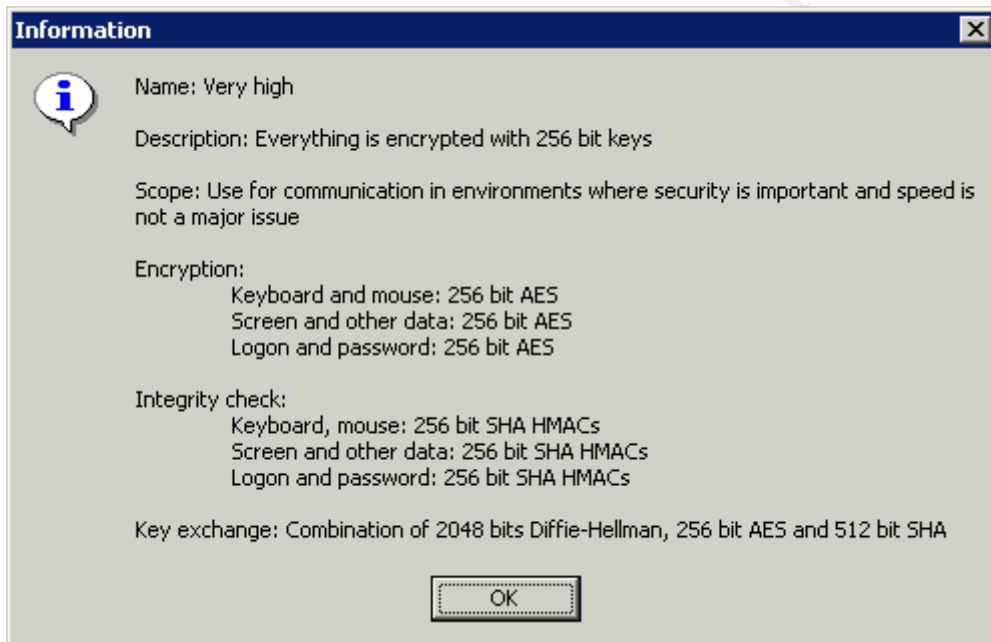 Information
Name: Very high
Description: Everything is encrypted with 256 bit keys
Scope: Use for communication in environments where security is important and speed is
not a major issue
Encryption:
Keyboard and mouse: 256 bit AES
Screen and other data: 256 bit AES
Logon and password: 256 bit AES
Integrity check:
Keyboard, mouse: 256 bit SHA HMACs
Screen and other data: 256 bit SHA HMACs
Logon and password: 256 bit SHA HMACs
Key exchange: Combination of 2048 bits Diffie-Hellman, 256 bit AES and 512 bit SHA
OK